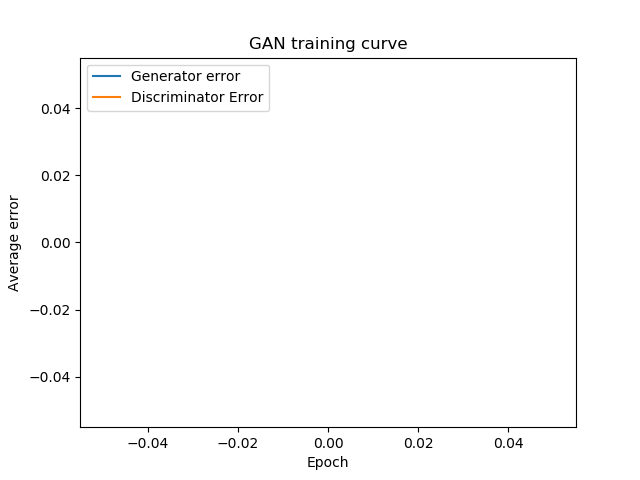 GAN training curve
Generator error
Discriminator Error
0.04
0.02
0.00
−0.02
−0.04
Average error
−0.04 −0.02 0.00 0.02 0.04
Epoch